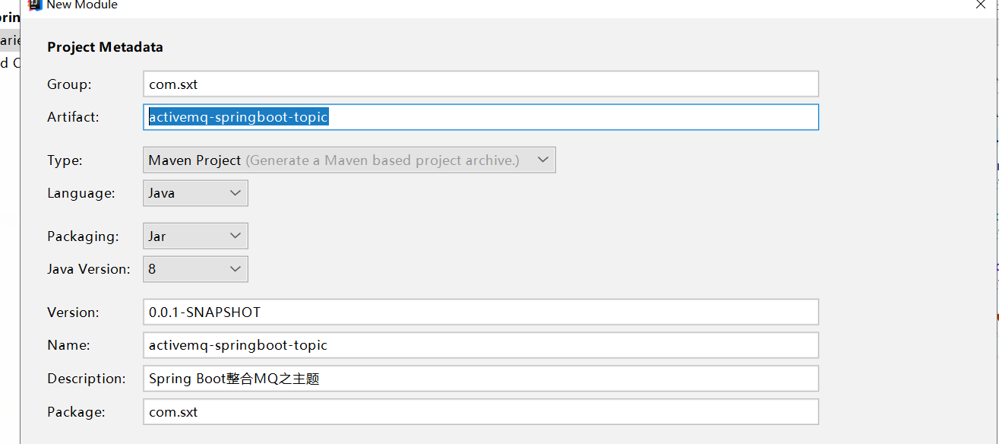 New Module
Project Metadata
Group: com.sxt
Artifact: activemq-springboot-topic
Type: Maven Project (Generate a Maven based project archive.)
Language: Java
Packaging: Jar
Java Version: 8
Version: 0.0.1-SNAPSHOT
Name: activemq-springboot-topic
Description: Spring Boot整合MQ之主题
Package: com.sxt